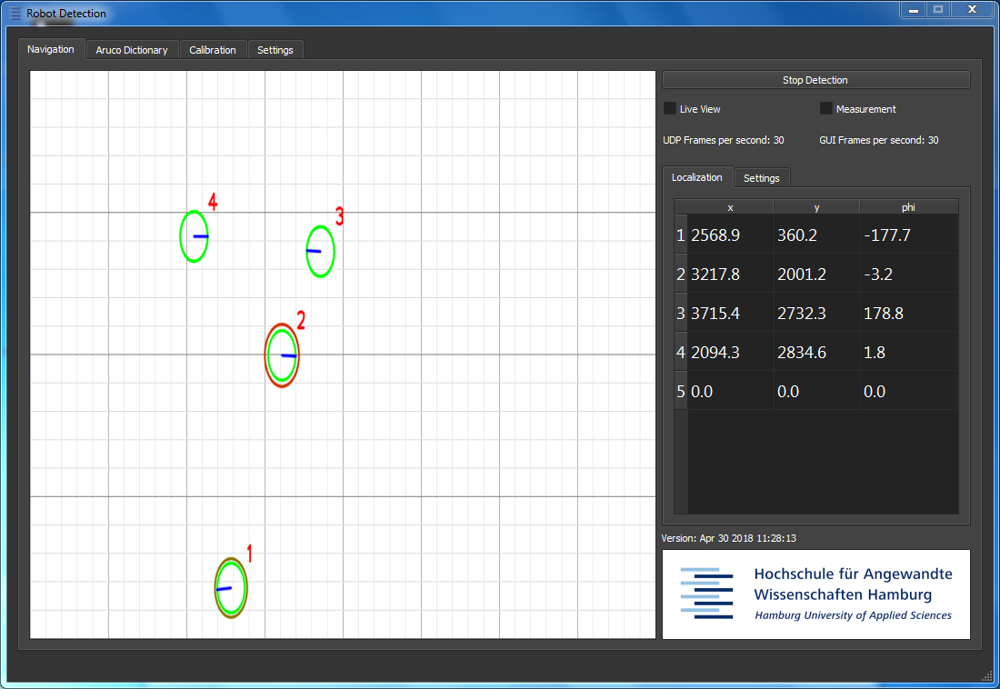 Robot Detection
Navigation Aruco Dictionary Calibration Settings
Stop Detection
Live View Measurement
UDP Frames per second: 30 GUI Frames per second: 30
Localization Settings
x y phi
1 2568.9 360.2 -177.7
2 3217.8 2001.2 -3.2
3 3715.4 2732.3 178.8
4 2094.3 2834.6 1.8
5 0.0 0.0 0.0
4
3
2
1
Version: Apr 30 2018 11:28:13
Hochschule für Angewandte
Wissenschaften Hamburg
Hamburg University of Applied Sciences